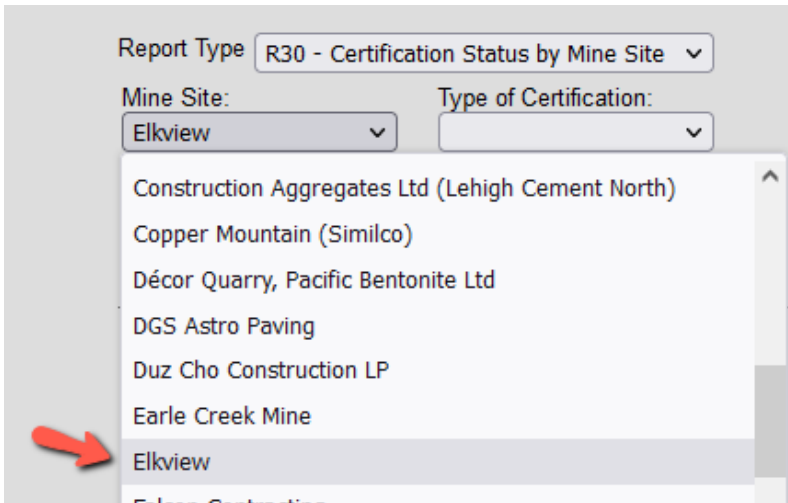 Report Type R30 - Certification Status by Mine Site
Mine Site: Type of Certification:
Elkview
Construction Aggregates Ltd (Lehigh Cement North)
Copper Mountain (Similco)
Décor Quarry, Pacific Bentonite Ltd
DGS Astro Paving
Duz Cho Construction LP
Earle Creek Mine
Elkview